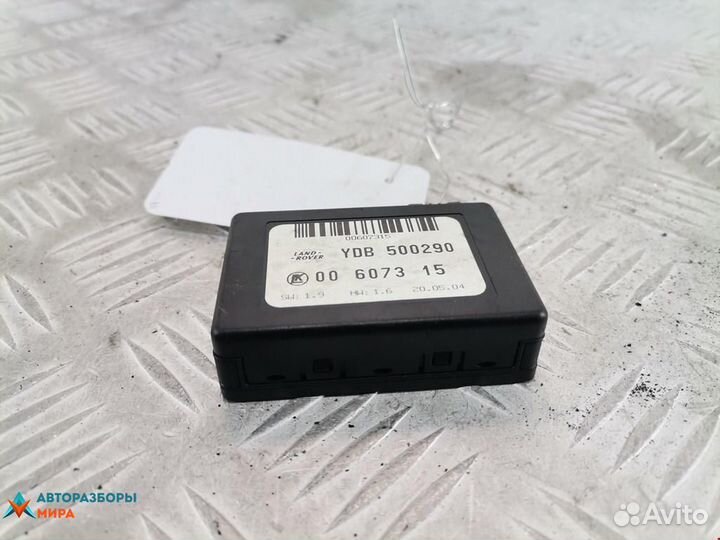 00607315
LAND-
-ROVER
YDB 500290
00 6073 15
SW: 1.9 HW: 1.6 20.05.04
АВТОРАЗБОРЫ
МИРА
Avito